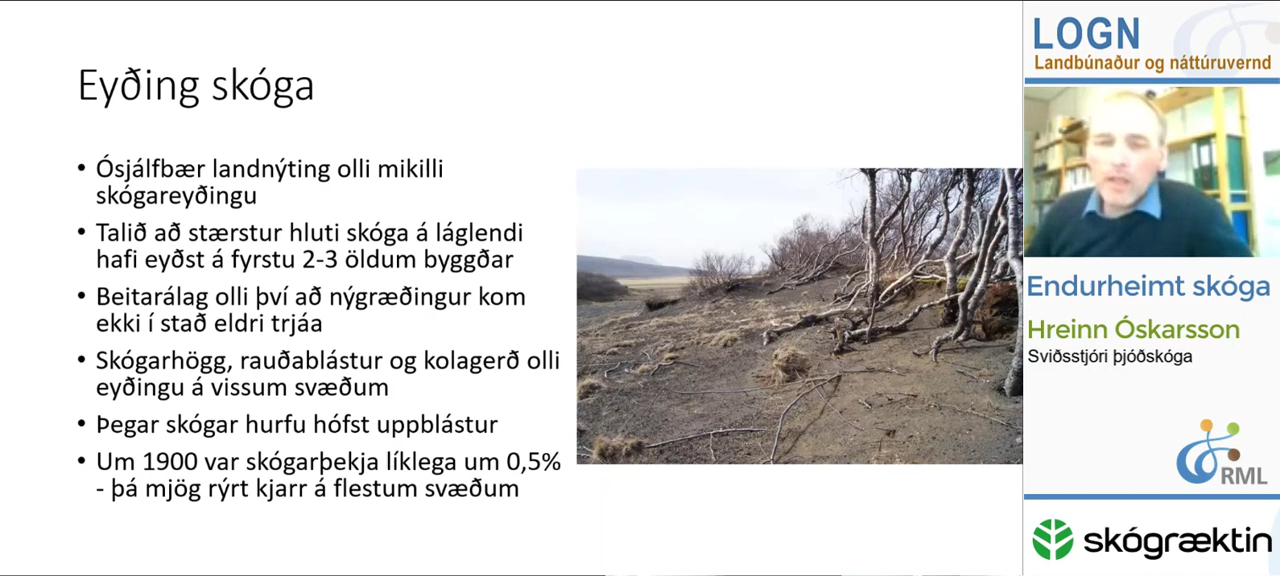 Eyðing skóga
• Ósjálfbær landnýting olli mikilli
skógareyðingu
• Talið að stærstur hluti skóga á láglendi
hafi eyðst á fyrstu 2-3 öldum byggðar
• Beitarálag olli því að nýgræðingur kom
ekki í stað eldri trjáa
• Skógarhögg, rauðablástur og kolagerð olli
eyðingu á vissum svæðum
• Þegar skógar hurfu hófst uppblástur
• Um 1900 var skógarþekja líklega um 0,5%
- þá mjög rýrt kjarr á flestum svæðum
LOGN
Landbúnaður og náttúruvernd
Endurheimt skóga
Hreinn Óskarsson
Sviðsstjóri þjóðskóga
RML
skógræktin